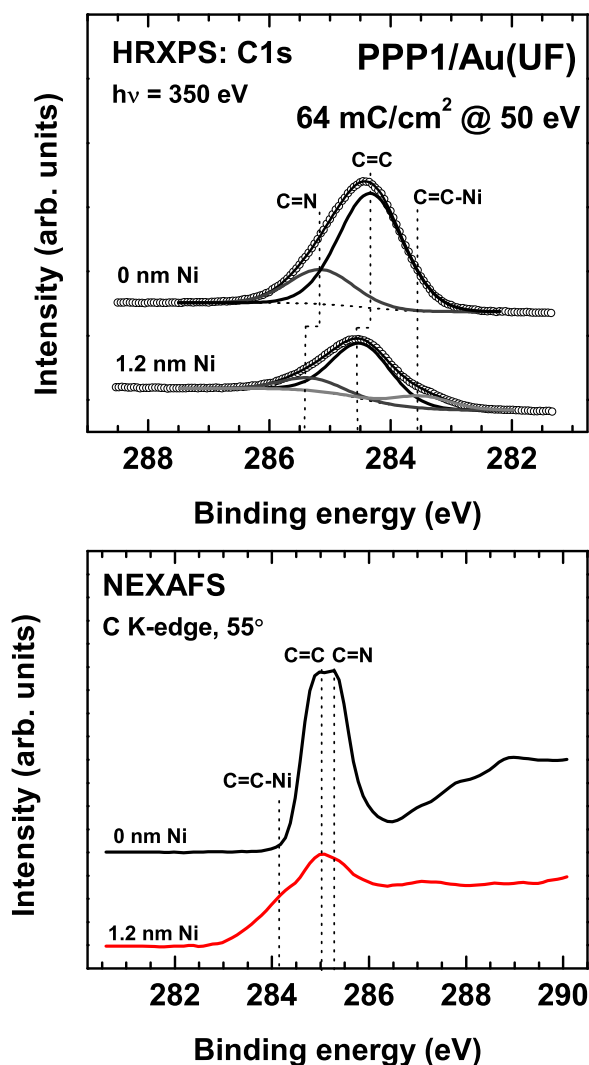 HRXPS: C1s
PPP1/Au(UF)
hν = 350 eV
64 mC/cm² @ 50 eV
C=C
C=N
C=C-Ni
0 nm Ni
1.2 nm Ni
Intensity (arb. units)
288 286 284 282
Binding energy (eV)
NEXAFS
C K-edge, 55°
C=C C=N
C=C-Ni
0 nm Ni
1.2 nm Ni
Intensity (arb. units)
282 284 286 288 290
Binding energy (eV)